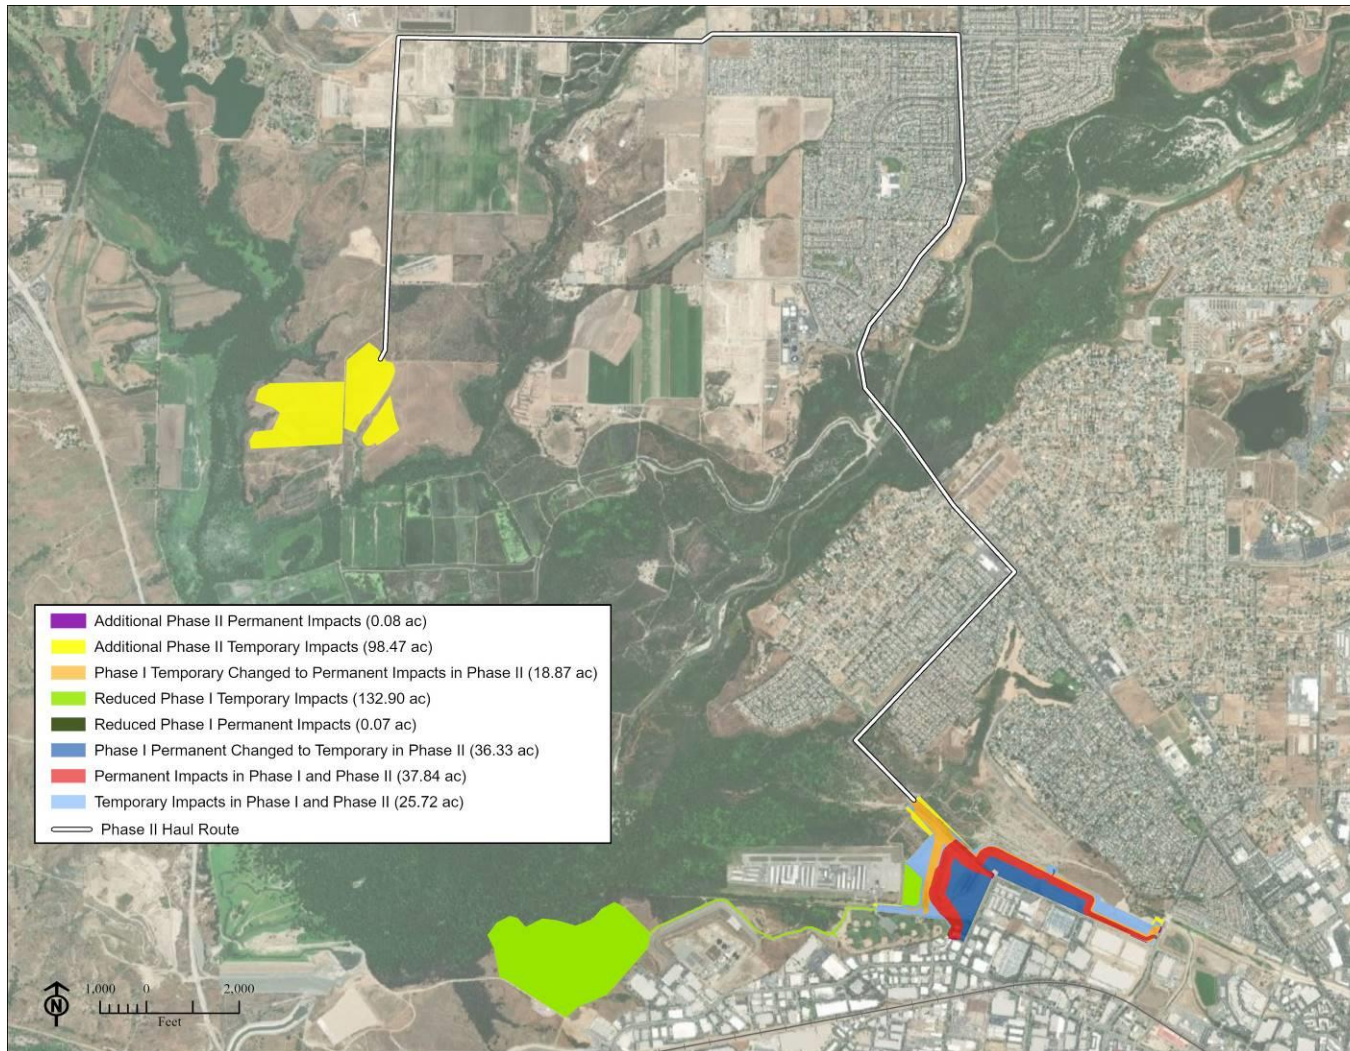 Additional Phase II Permanent Impacts (0.08 ac)
Additional Phase II Temporary Impacts (98.47 ac)
Phase I Temporary Changed to Permanent Impacts in Phase II (18.87 ac)
Reduced Phase I Temporary Impacts (132.90 ac)
Reduced Phase I Permanent Impacts (0.07 ac)
Phase I Permanent Changed to Temporary in Phase II (36.33 ac)
Permanent Impacts in Phase I and Phase II (37.84 ac)
Temporary Impacts in Phase I and Phase II (25.72 ac)
Phase II Haul Route
N
1,000 0 2,000
Feet